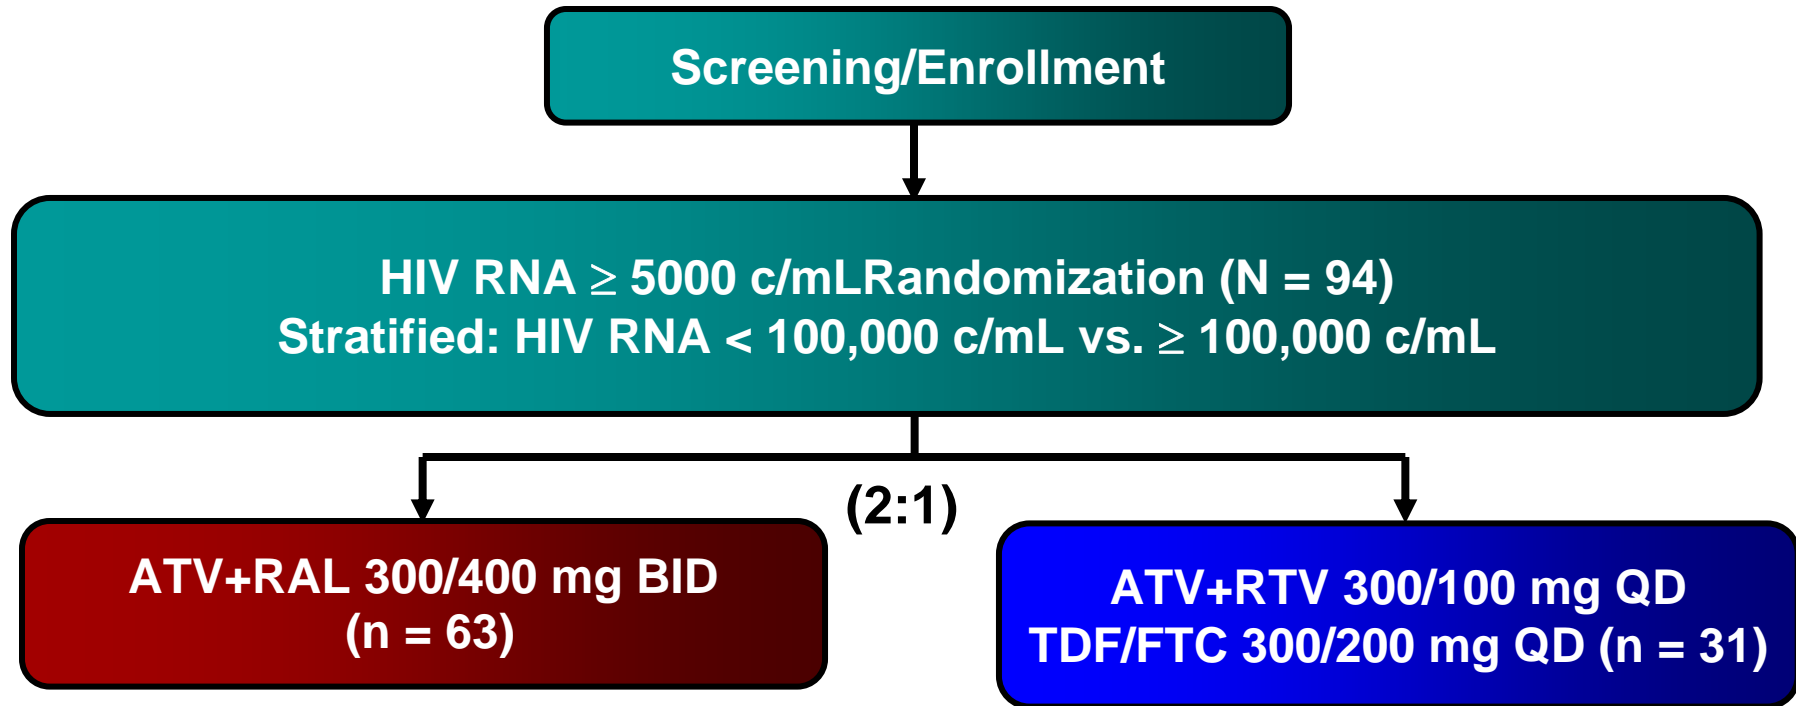 Screening/Enrollment
HIV RNA ≥ 5000 c/mLRandomization (N = 94)
Stratified: HIV RNA < 100,000 c/mL vs. ≥ 100,000 c/mL
(2:1)
ATV+RAL 300/400 mg BID
(n = 63)
ATV+RTV 300/100 mg QD
TDF/FTC 300/200 mg QD (n = 31)